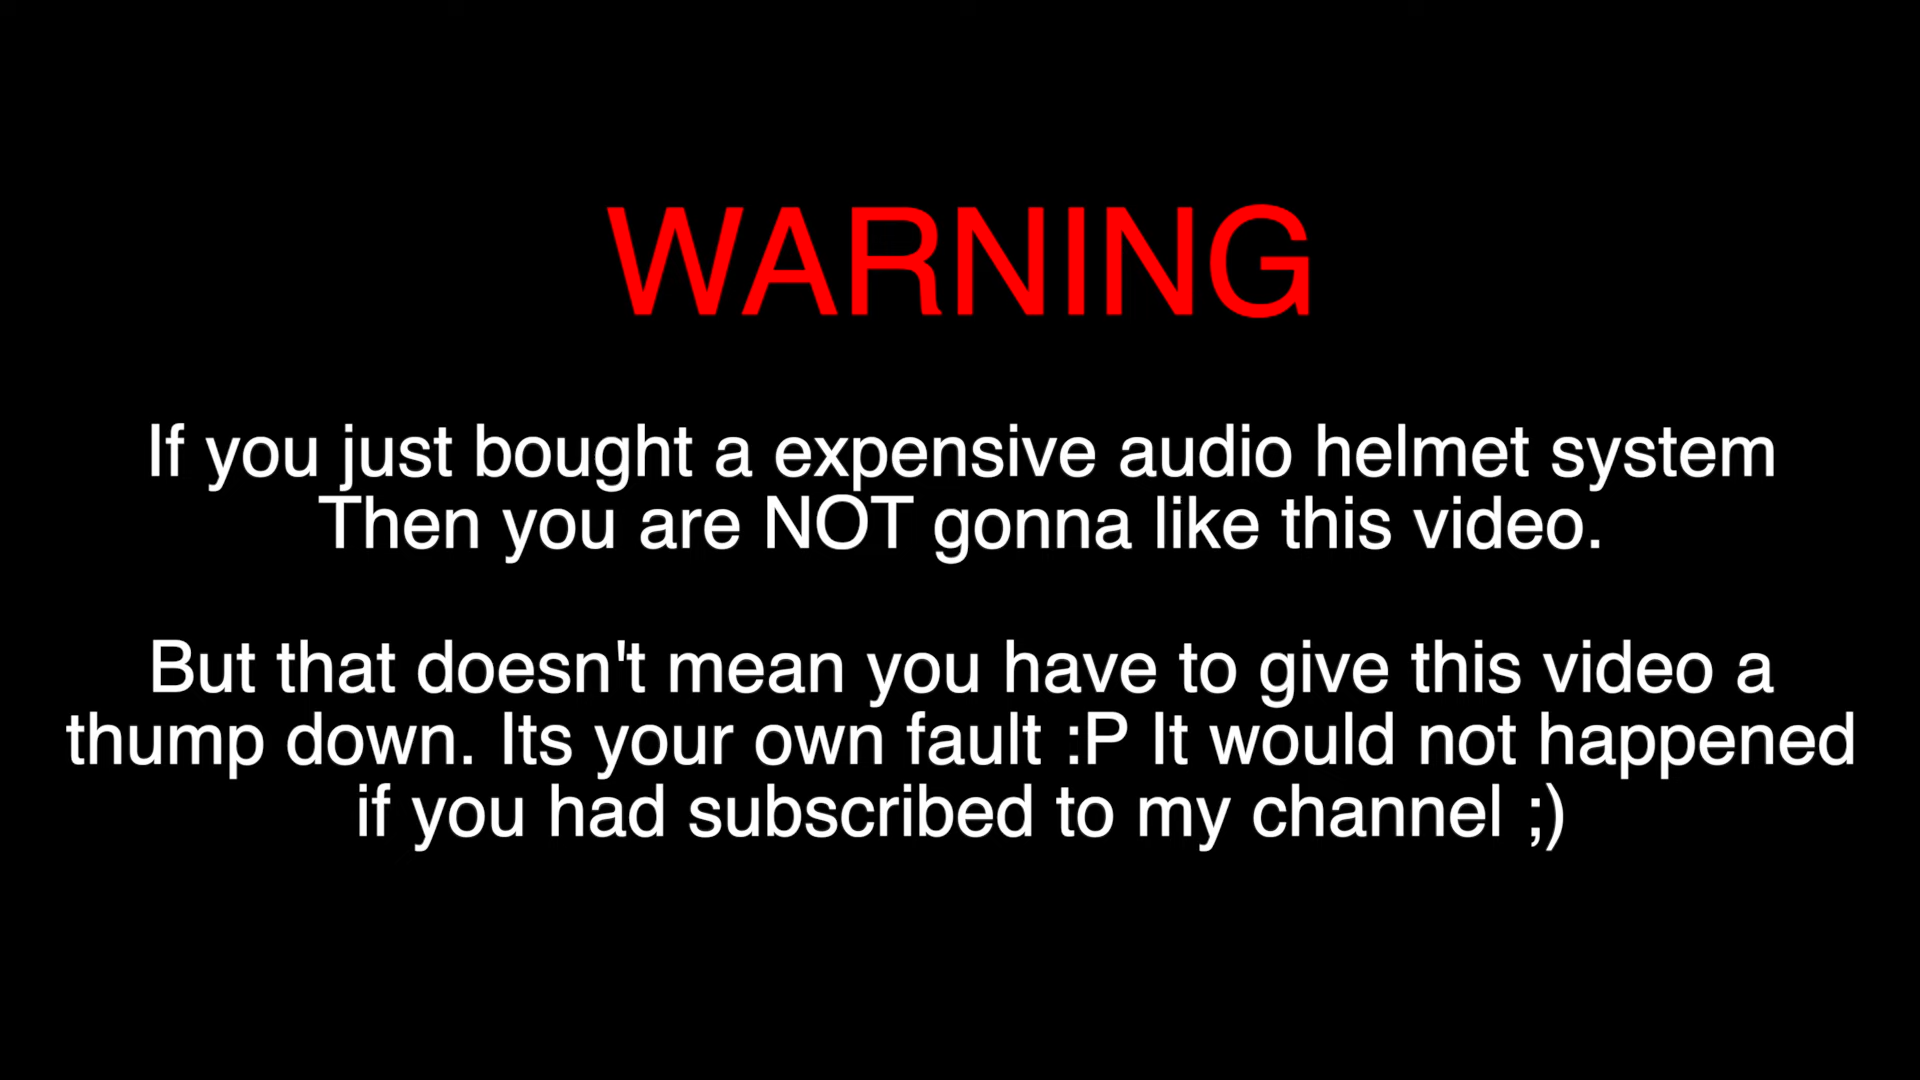 WARNING
If you just bought a expensive audio helmet system
Then you are NOT gonna like this video.
But that doesn't mean you have to give this video a
thump down. Its your own fault :P It would not happened
if you had subscribed to my channel ;)